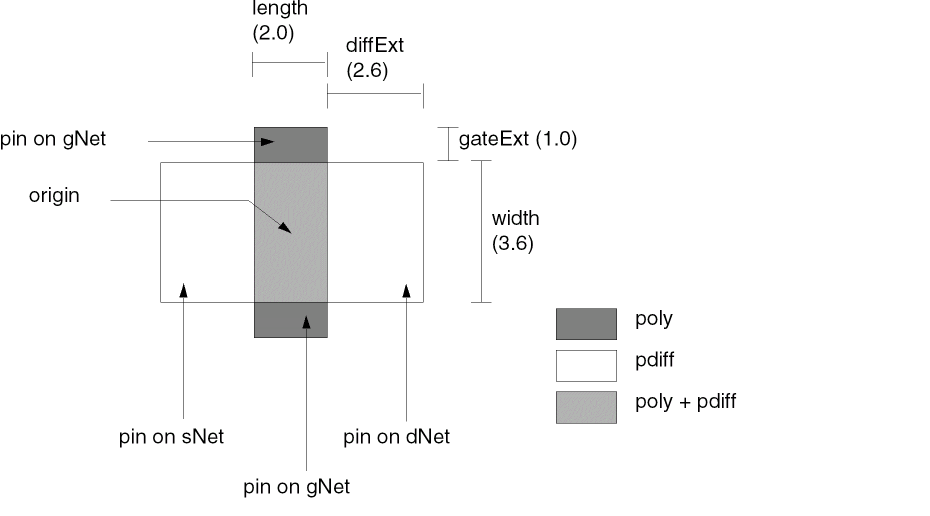 length
(2.0)
diffExt
(2.6)
pin on gNet
gateExt (1.0)
origin
width
(3.6)
poly
pdiff
poly + pdiff
pin on sNet
pin on dNet
pin on gNet